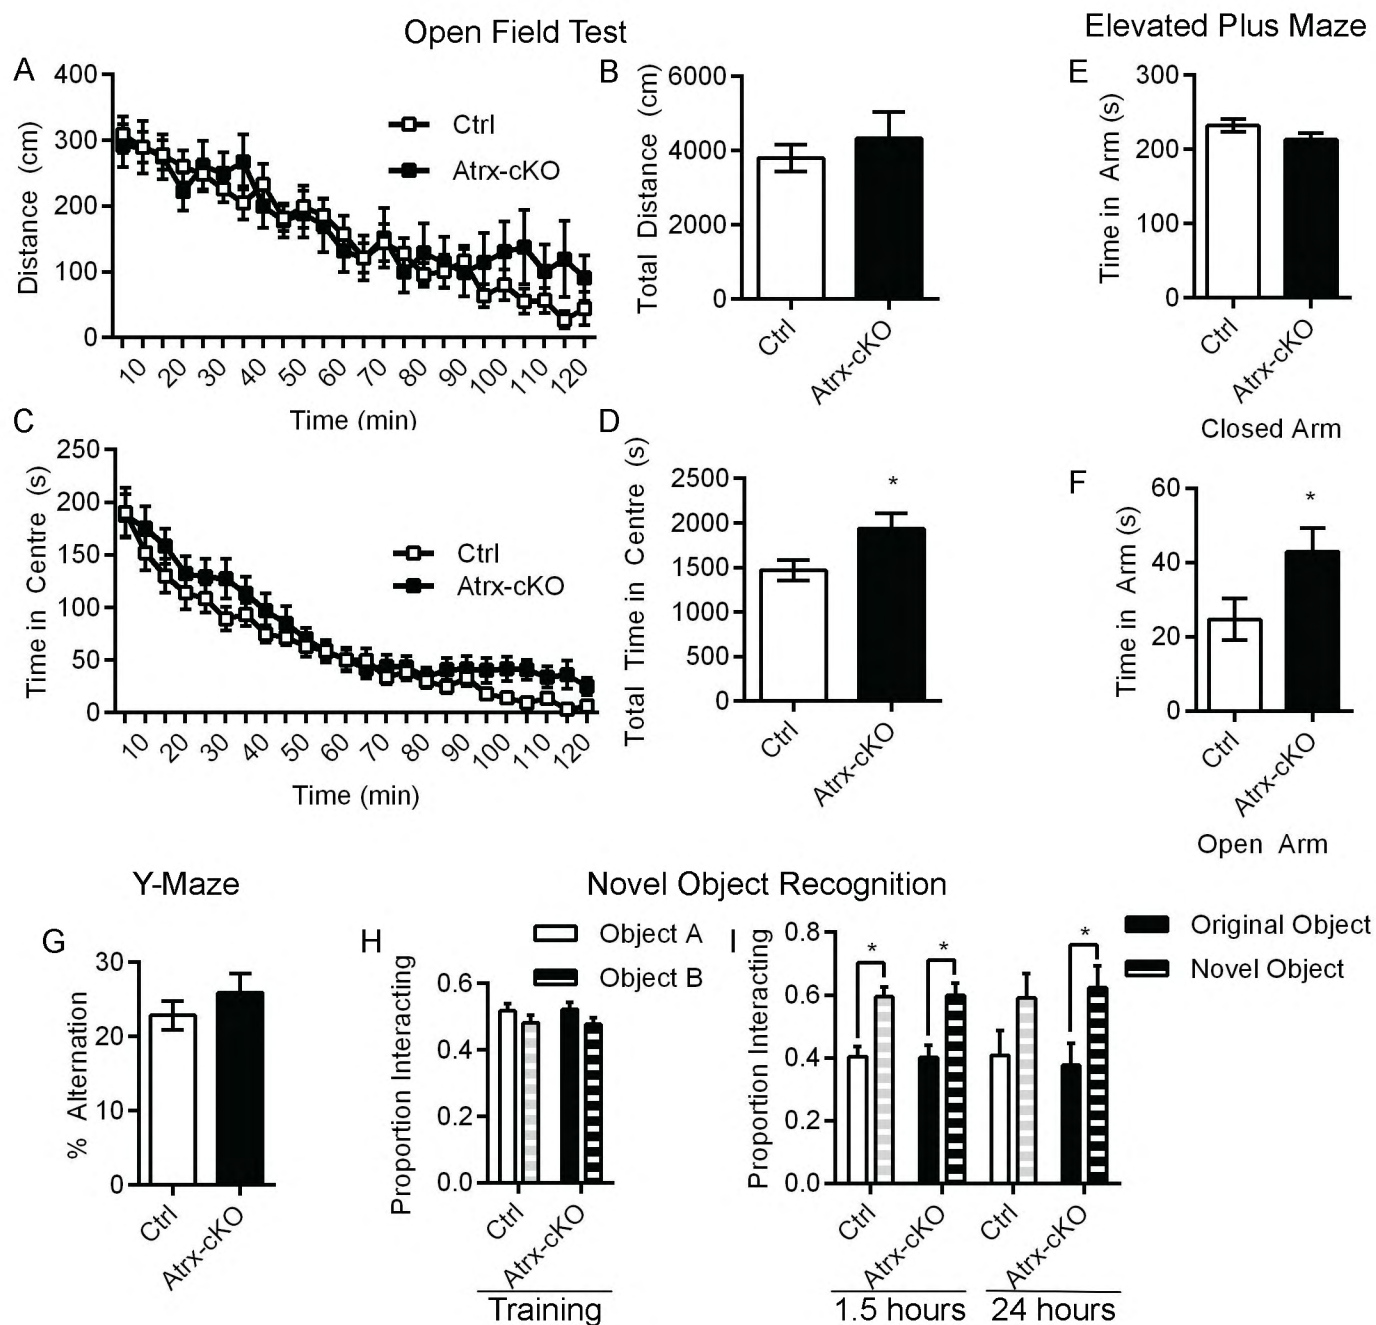 Open Field Test
Elevated Plus Maze
A
400
300
200
100
0
Distance (cm)
Ctrl
Atrx-cKO
10 20 30 40 50 60 70 80 90 100 110 120
Time (min)
B
6000
4000
2000
0
Total Distance (cm)
Ctrl
Atrx-cKO
E
300
200
100
0
Time in Arm (s)
Ctrl
Atrx-cKO
Closed Arm
C
250
200
150
100
50
0
Time in Centre (s)
Ctrl
Atrx-cKO
10 20 30 40 50 60 70 80 90 100 110 120
Time (min)
D
2500
2000
1500
1000
500
0
Total Time in Centre (s)
*
Ctrl
Atrx-cKO
F
60
40
20
0
Time in Arm (s)
*
Ctrl
Atrx-cKO
Open Arm
Y-Maze
G
30
20
10
0
% Alternation
Ctrl
Atrx-cKO
Novel Object Recognition
H
Object A
Object B
0.6
0.4
0.2
0.0
Proportion Interacting
Ctrl
Atrx-cKO
Training
I
Original Object
Novel Object
0.8
0.6
0.4
0.2
0.0
Proportion Interacting
* * *
Ctrl
Atrx-cKO
Ctrl
Atrx-cKO
1.5 hours
24 hours